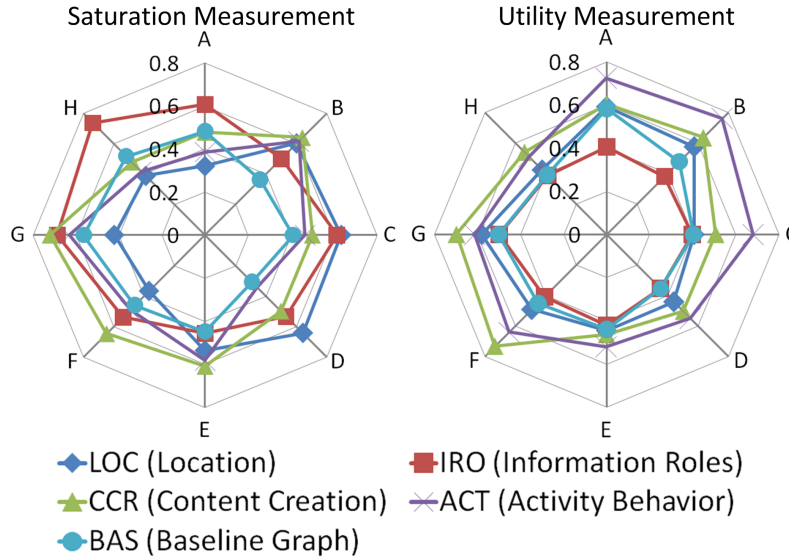 Saturation Measurement
Utility Measurement
A
0.8
0.6
0.4
0.2
0
B
C
D
E
F
G
H
A
0.8
0.6
0.4
0.2
0
B
C
D
E
F
G
H
LOC (Location)
IRO (Information Roles)
CCR (Content Creation)
ACT (Activity Behavior)
BAS (Baseline Graph)